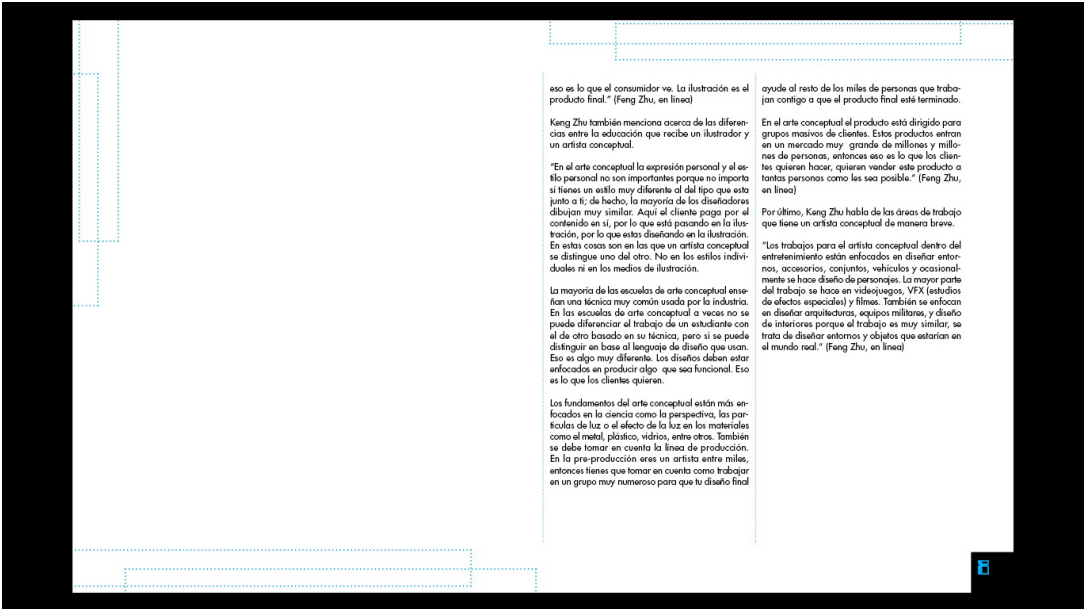 eso es lo que el consumidor ve. La ilustración es el
producto final.” (Feng Zhu, en línea)
Keng Zhu también menciona acerca de las diferen-
cias entre la educación que recibe un ilustrador y
un artista conceptual.
“En el arte conceptual la expresión personal y el es-
tilo personal no son importantes porque no importa
si tienes un estilo muy diferente al del tipo que esta
junto a ti; de hecho, la mayoría de los diseñadores
dibujan muy similar. Aquí el cliente paga por el
contenido en sí, por lo que está pasando en la ilus-
tración, por lo que estas diseñando en la ilustración.
En estas cosas son en las que un artista conceptual
se distingue uno del otro. No en los estilos indivi-
duales ni en los medios de ilustración.
La mayoría de las escuelas de arte conceptual ense-
ñan una técnica muy común usada por la industria.
En las escuelas de arte conceptual a veces no se
puede diferenciar el trabajo de un estudiante con
el de otro basado en su técnica, pero si se puede
distinguir en base al lenguaje de diseño que usan.
Eso es algo muy diferente. Los diseños deben estar
enfocados en producir algo que sea funcional. Eso
es lo que los clientes quieren.
Los fundamentos del arte conceptual están más en-
focados en la ciencia como la perspectiva, las par-
tículas de luz o el efecto de la luz en los materiales
como el metal, plástico, vidrios, entre otros. También
se debe tomar en cuenta la línea de producción.
En la pre-producción eres un artista entre miles,
entonces tienes que tomar en cuenta como trabajar
en un grupo muy numeroso para que tu diseño final
ayude al resto de los miles de personas que traba-
jan contigo a que el producto final esté terminado.
En el arte conceptual el producto está dirigido para
grupos masivos de clientes. Estos productos entran
en un mercado muy grande de millones y millo-
nes de personas, entonces eso es lo que los clien-
tes quieren hacer, quieren vender este producto a
tantas personas como les sea posible.” (Feng Zhu,
en línea)
Por último, Keng Zhu habla de las áreas de trabajo
que tiene un artista conceptual de manera breve.
“Los trabajos para el artista conceptual dentro del
entretenimiento están enfocados en diseñar entor-
nos, accesorios, conjuntos, vehículos y ocasional-
mente se hace diseño de personajes. La mayor parte
del trabajo se hace en videojuegos, VFX (estudios
de efectos especiales) y filmes. También se enfocan
en diseñar arquitecturas, equipos militares, y diseño
de interiores porque el trabajo es muy similar, se
trata de diseñar entornos y objetos que estarían en
el mundo real.” (Feng Zhu, en línea)